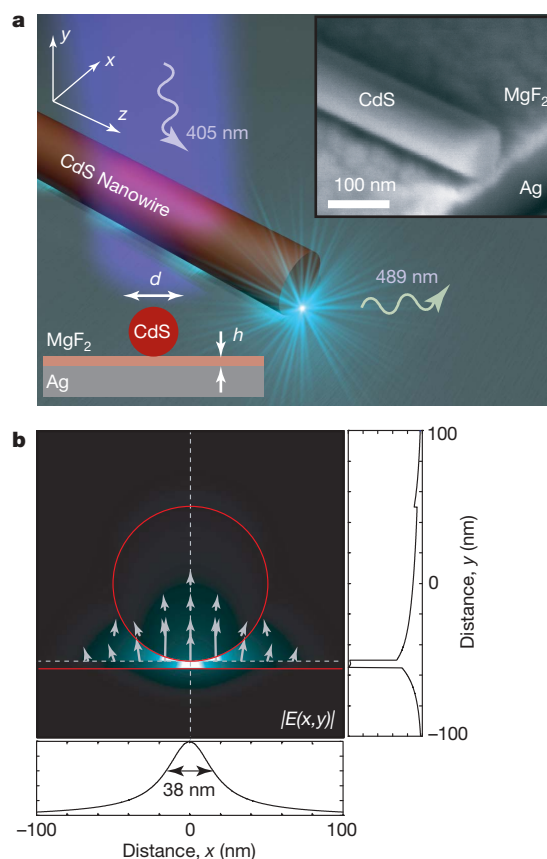 a
y
x
z
405 nm
CdS Nanowire
CdS
MgF2
Ag
100 nm
489 nm
d
CdS
h
MgF2
Ag
b
|E(x,y)|
100
0
−100
Distance, y (nm)
38 nm
−100
0
100
Distance, x (nm)